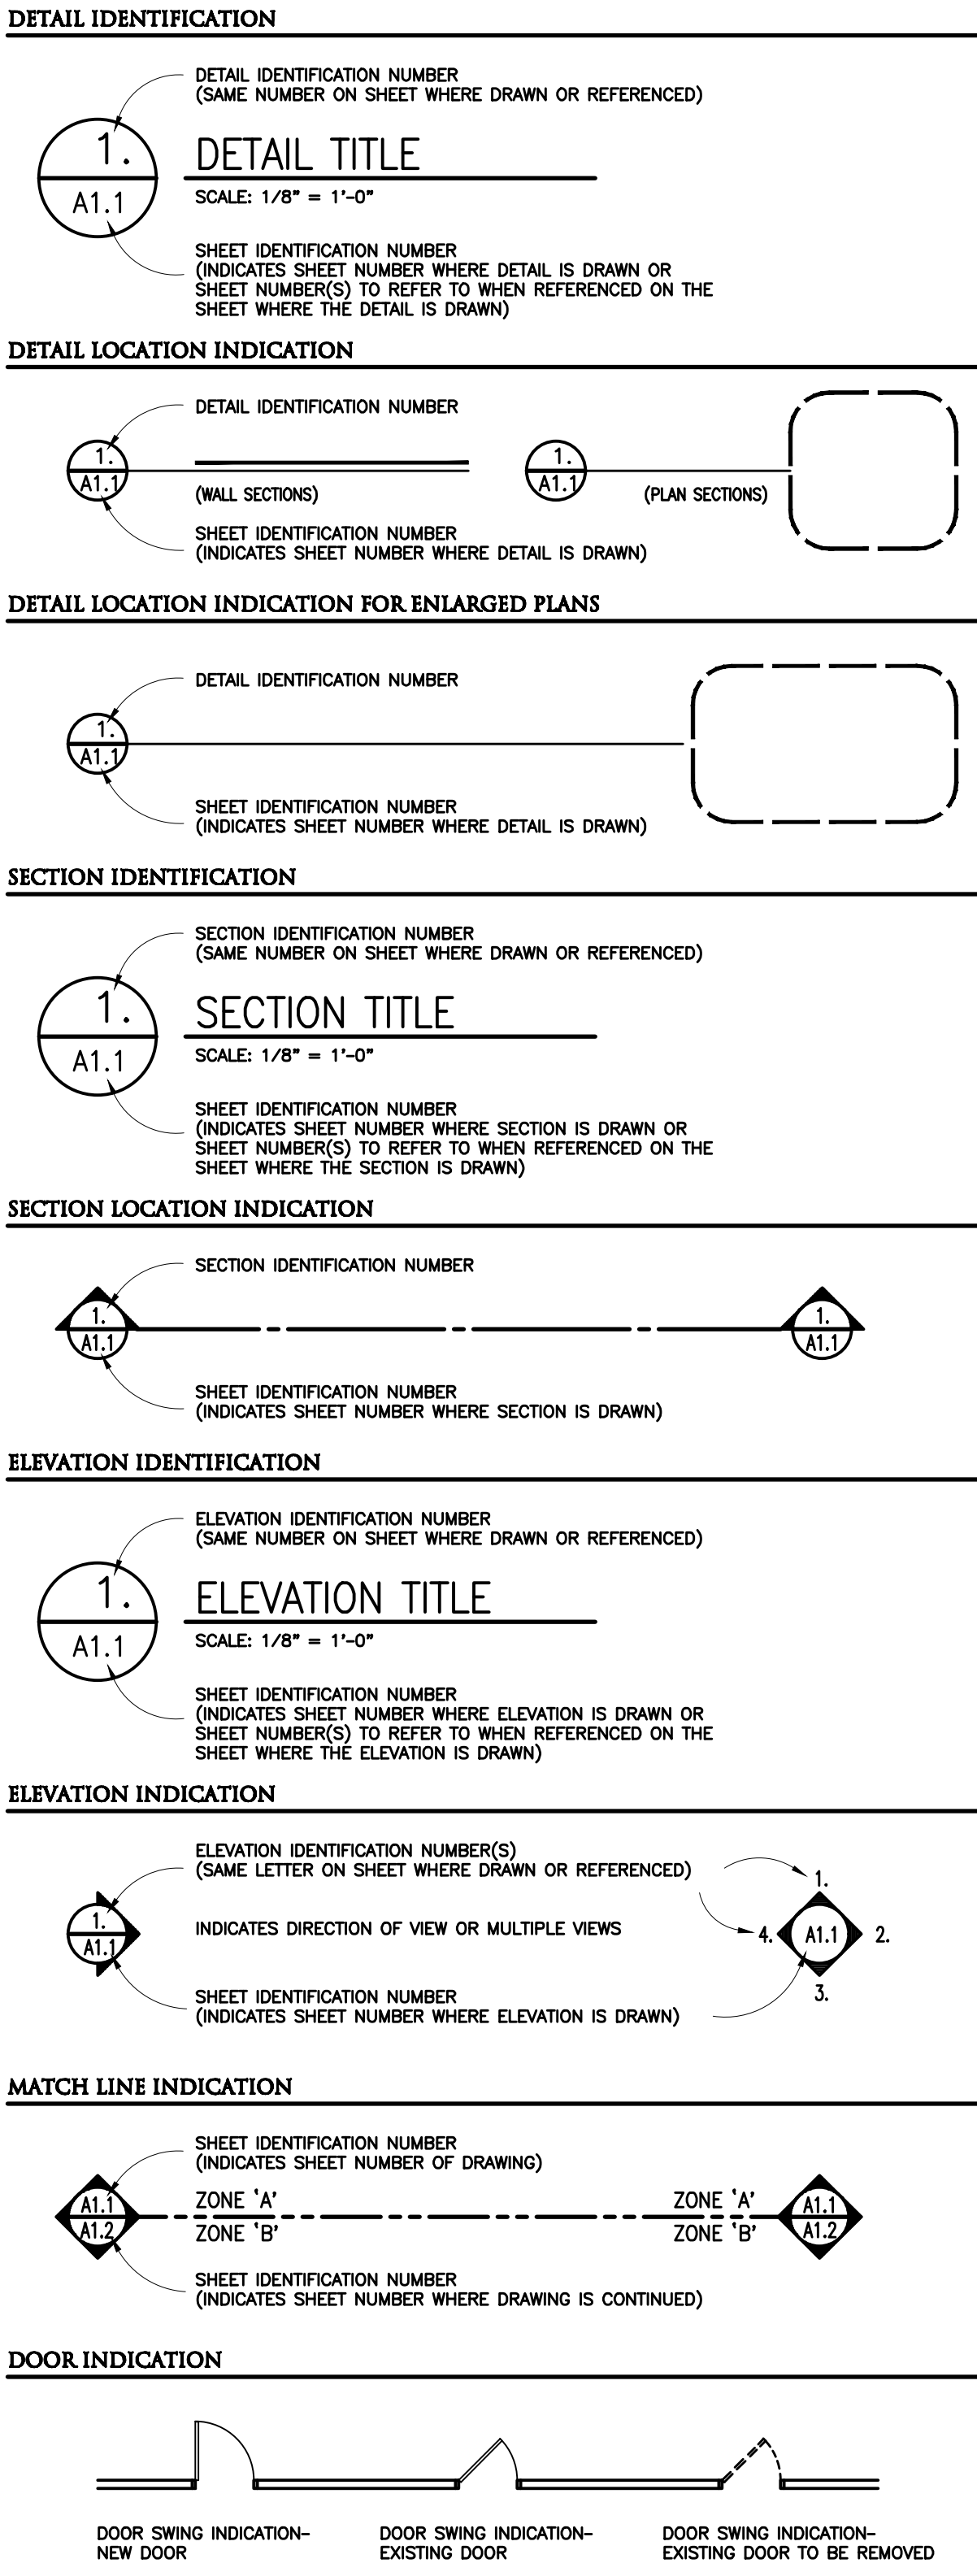 DETAIL IDENTIFICATION
DETAIL IDENTIFICATION NUMBER
(SAME NUMBER ON SHEET WHERE DRAWN OR REFERENCED)
1.
DETAIL TITLE
A1.1
SCALE: 1/8" = 1'-0"
SHEET IDENTIFICATION NUMBER
(INDICATES SHEET NUMBER WHERE DETAIL IS DRAWN OR
SHEET NUMBER(S) TO REFER TO WHEN REFERENCED ON THE
SHEET WHERE THE DETAIL IS DRAWN)
DETAIL LOCATION INDICATION
DETAIL IDENTIFICATION NUMBER
1.
A1.1
(WALL SECTIONS)
1.
A1.1
(PLAN SECTIONS)
SHEET IDENTIFICATION NUMBER
(INDICATES SHEET NUMBER WHERE DETAIL IS DRAWN)
DETAIL LOCATION INDICATION FOR ENLARGED PLANS
DETAIL IDENTIFICATION NUMBER
1.
A1.1
SHEET IDENTIFICATION NUMBER
(INDICATES SHEET NUMBER WHERE DETAIL IS DRAWN)
SECTION IDENTIFICATION
SECTION IDENTIFICATION NUMBER
(SAME NUMBER ON SHEET WHERE DRAWN OR REFERENCED)
1.
SECTION TITLE
A1.1
SCALE: 1/8" = 1'-0"
SHEET IDENTIFICATION NUMBER
(INDICATES SHEET NUMBER WHERE SECTION IS DRAWN OR
SHEET NUMBER(S) TO REFER TO WHEN REFERENCED ON THE
SHEET WHERE THE SECTION IS DRAWN)
SECTION LOCATION INDICATION
SECTION IDENTIFICATION NUMBER
1.
A1.1
1.
A1.1
SHEET IDENTIFICATION NUMBER
(INDICATES SHEET NUMBER WHERE SECTION IS DRAWN)
ELEVATION IDENTIFICATION
ELEVATION IDENTIFICATION NUMBER
(SAME NUMBER ON SHEET WHERE DRAWN OR REFERENCED)
1.
ELEVATION TITLE
A1.1
SCALE: 1/8" = 1'-0"
SHEET IDENTIFICATION NUMBER
(INDICATES SHEET NUMBER WHERE ELEVATION IS DRAWN OR
SHEET NUMBER(S) TO REFER TO WHEN REFERENCED ON THE
SHEET WHERE THE ELEVATION IS DRAWN)
ELEVATION INDICATION
ELEVATION IDENTIFICATION NUMBER(S)
(SAME LETTER ON SHEET WHERE DRAWN OR REFERENCED)
1.
A1.1
INDICATES DIRECTION OF VIEW OR MULTIPLE VIEWS
1.
4.
A1.1
2.
3.
SHEET IDENTIFICATION NUMBER
(INDICATES SHEET NUMBER WHERE ELEVATION IS DRAWN)
MATCH LINE INDICATION
SHEET IDENTIFICATION NUMBER
(INDICATES SHEET NUMBER OF DRAWING)
A1.1
ZONE 'A'
ZONE 'A'
A1.1
A1.2
ZONE 'B'
ZONE 'B'
A1.2
SHEET IDENTIFICATION NUMBER
(INDICATES SHEET NUMBER WHERE DRAWING IS CONTINUED)
DOOR INDICATION
DOOR SWING INDICATION-
NEW DOOR
DOOR SWING INDICATION-
EXISTING DOOR
DOOR SWING INDICATION-
EXISTING DOOR TO BE REMOVED